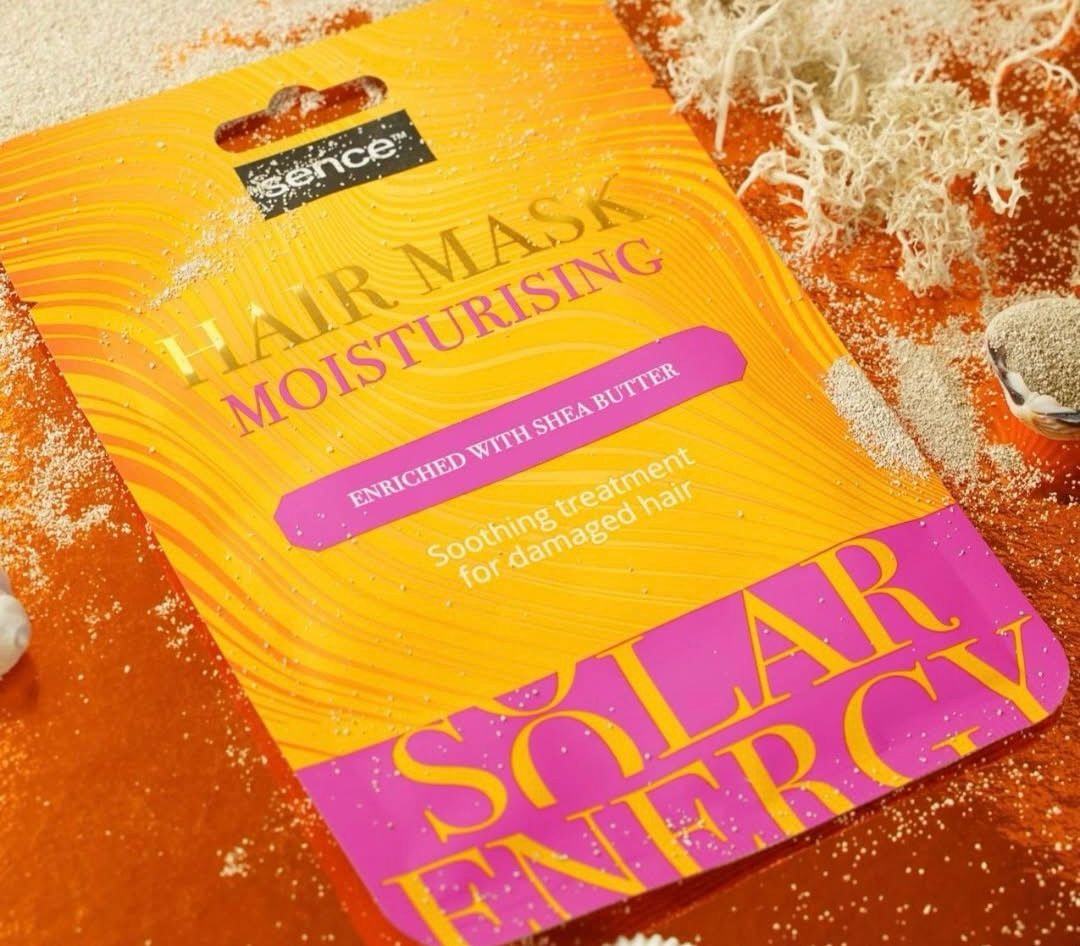 sence™
HAIR MASK
MOISTURISING
ENRICHED WITH SHEA BUTTER
Soothing treatment
for damaged hair
SOLAR
ENERGY